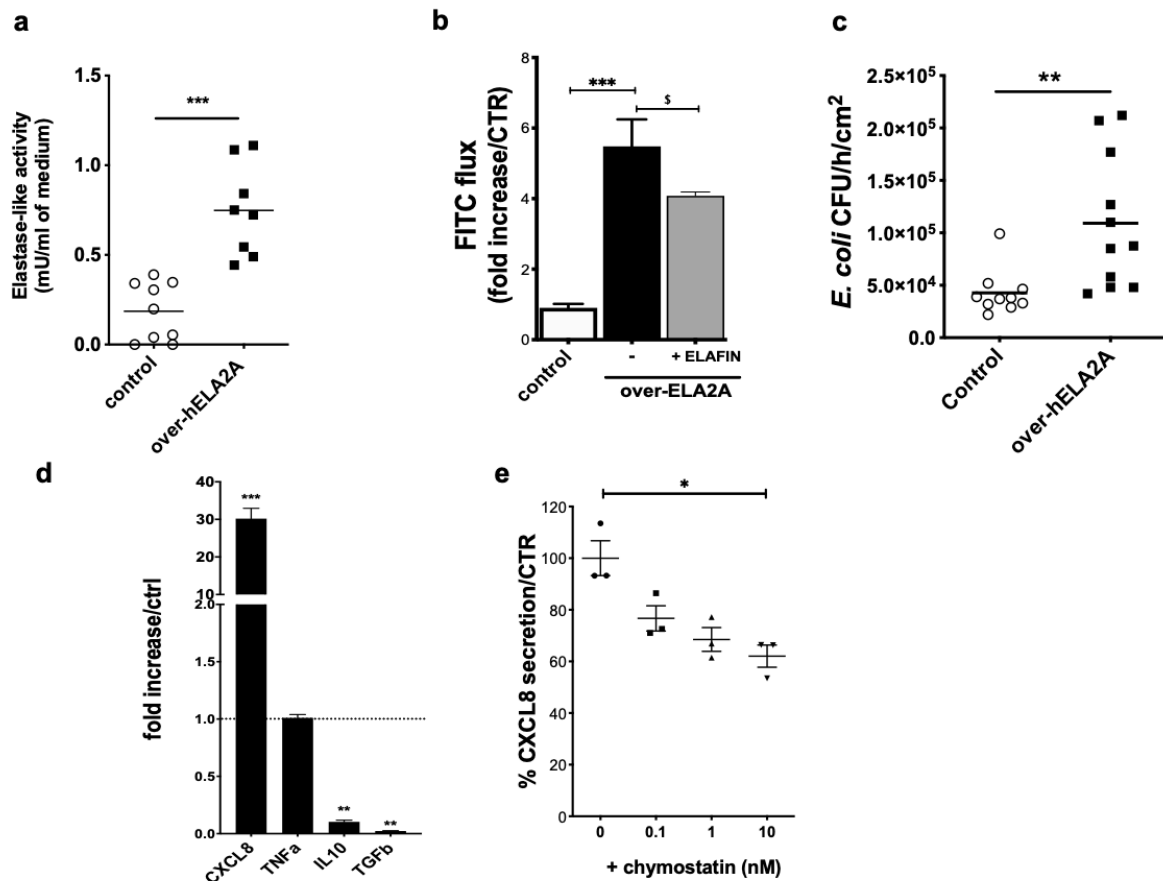 a
Elastase-like activity
(mU/ml of medium)
1.5
1.0
0.5
0.0
***
control
over-hELA2A
b
FITC flux
(fold increase/CTR)
8
6
4
2
0
***
$
control
-
+ ELAFIN
over-ELA2A
c
E. coli CFU/h/cm²
2.5×10⁵
2.0×10⁵
1.5×10⁵
1.0×10⁵
5.0×10⁴
0.0
**
Control
over-hELA2A
d
fold increase/ctrl
40
30
20
10
2.0
1.5
1.0
0.5
0.0
***
**
**
CXCL8
TNFa
IL10
TGFb
e
% CXCL8 secretion/CTR
120
100
80
60
40
20
0
*
0
0.1
1
10
+ chymostatin (nM)